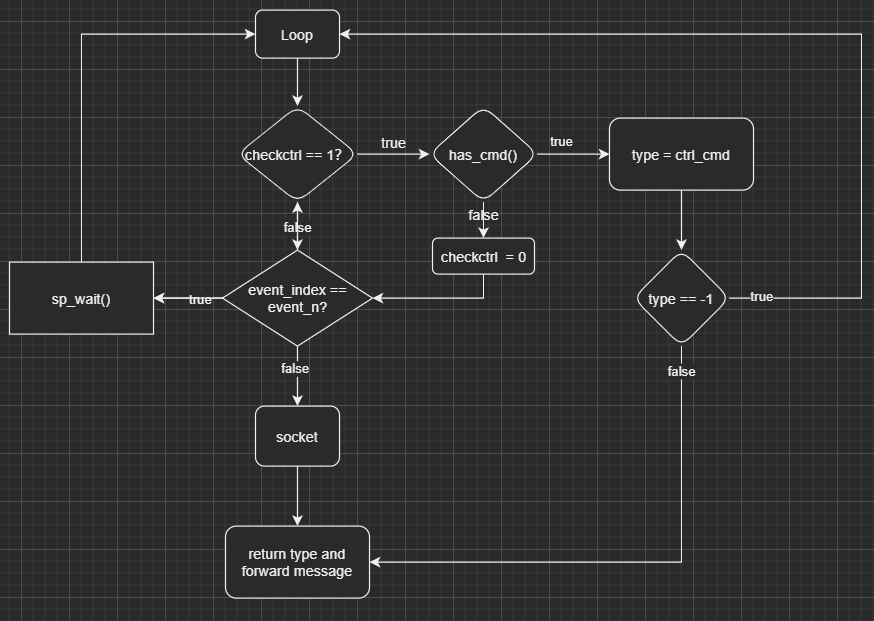 Loop
checkctrl == 1?
true
has_cmd()
true
type = ctrl_cmd
false
false
checkctrl  = 0
sp_wait()
true
event_index ==
event_n?
type == -1
true
false
false
socket
return type and
forward message